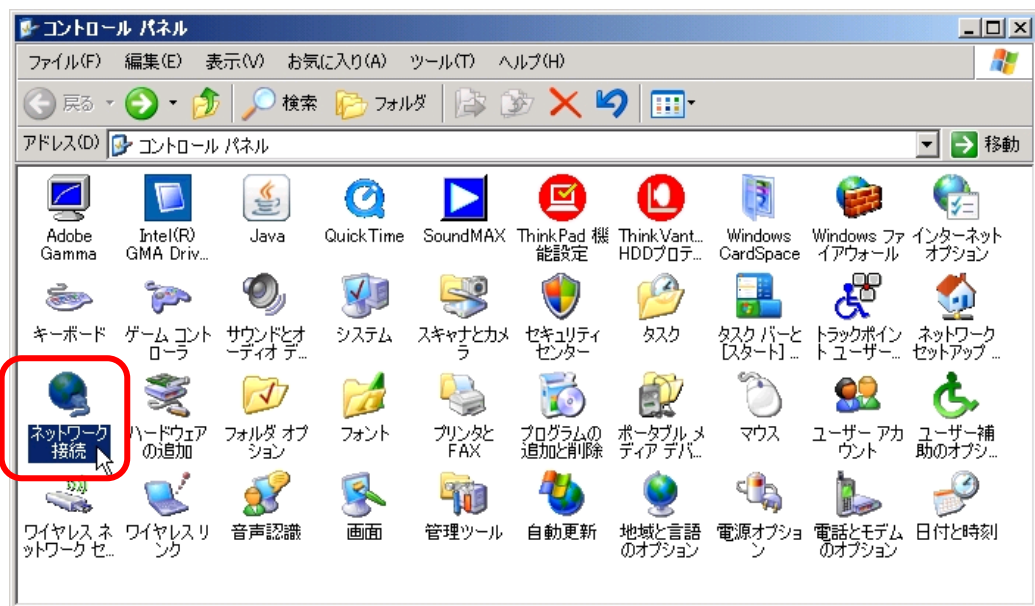 コントロール パネル
ファイル(F) 編集(E) 表示(V) お気に入り(A) ツール(T) ヘルプ(H)
戻る 検索 フォルダ
アドレス(D) コントロール パネル 移動
Adobe Gamma
Intel(R) GMA Driv...
Java
QuickTime
SoundMAX
ThinkPad 機能設定
ThinkVant... HDDプロテ...
Windows CardSpace
Windows ファイアウォール
インターネット オプション
キーボード
ゲーム コントローラ
サウンドとオーディオ デ...
システム
スキャナとカメラ
セキュリティ センター
タスク
タスク バーと [スタート] ...
トラックポイント ユーザー...
ネットワーク セットアップ ...
ネットワーク接続
ハードウェアの追加
フォルダ オプション
フォント
プリンタと FAX
プログラムの追加と削除
ポータブル メディア デバ...
マウス
ユーザー アカウント
ユーザー補助のオプシ...
ワイヤレス ネットワーク セ...
ワイヤレス リンク
音声認識
画面
管理ツール
自動更新
地域と言語のオプション
電源オプション
電話とモデムのオプション
日付と時刻